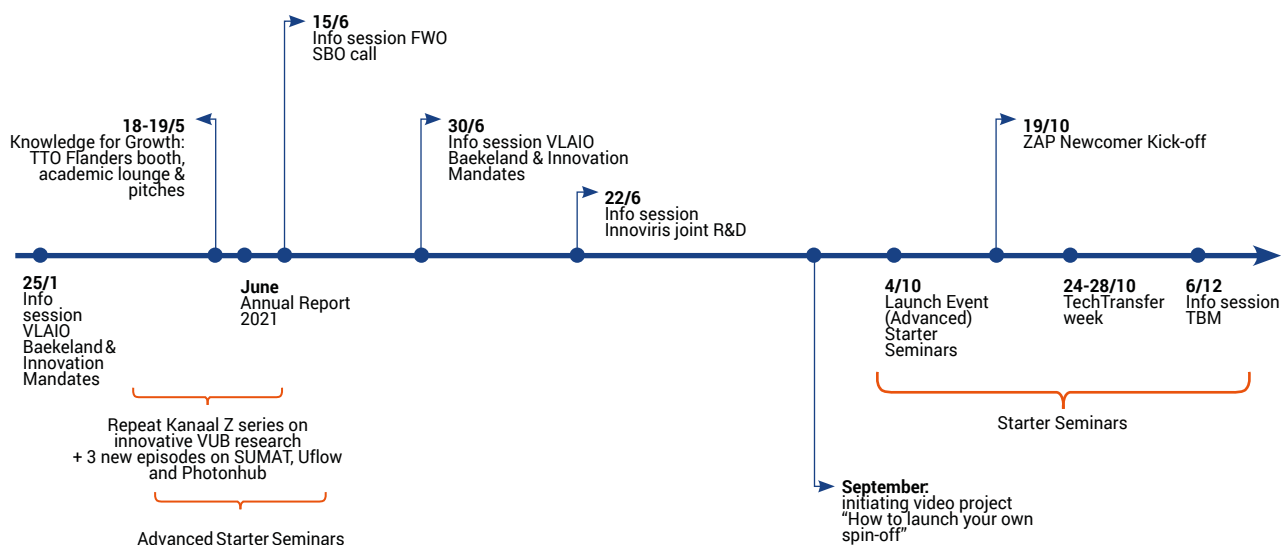 15/6
Info session FWO
SBO call
18-19/5
Knowledge for Growth:
TTO Flanders booth,
academic lounge &
pitches
30/6
Info session VLAIO
Baekeland & Innovation
Mandates
22/6
Info session
Innoviris joint R&D
19/10
ZAP Newcomer Kick-off
25/1
Info
session
VLAIO
Baekeland &
Innovation
Mandates
June
Annual Report
2021
4/10
Launch Event
(Advanced)
Starter
Seminars
24-28/10
TechTransfer
week
6/12
Info session
TBM
Repeat Kanaal Z series on
innovative VUB research
+ 3 new episodes on SUMAT, Uflow
and Photonhub
Starter Seminars
Advanced Starter Seminars
September:
initiating video project
“How to launch your own
spin-off”